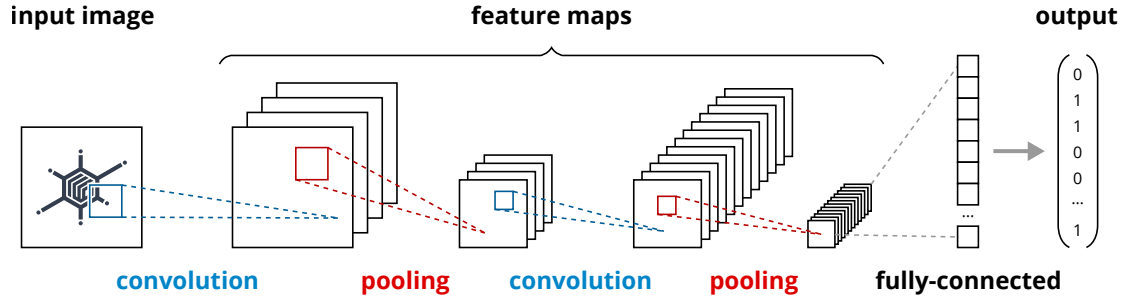 input image
feature maps
output
0
1
1
0
0
...
1
...
convolution
pooling
convolution
pooling
fully-connected